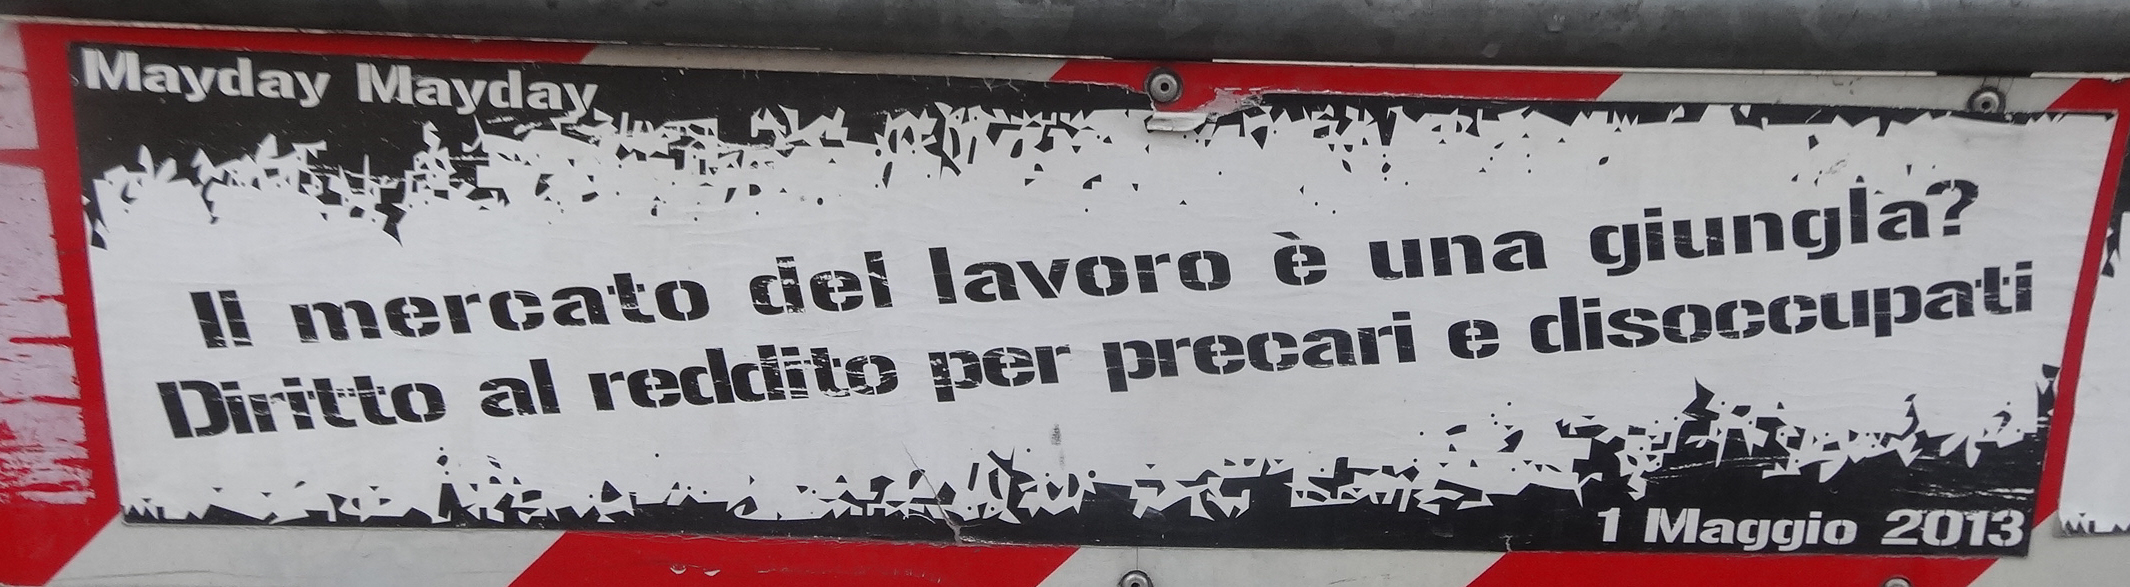 Mayday Mayday
Il mercato del lavoro è una giungla?
Diritto al reddito per precari e disoccupati
1 Maggio 2013